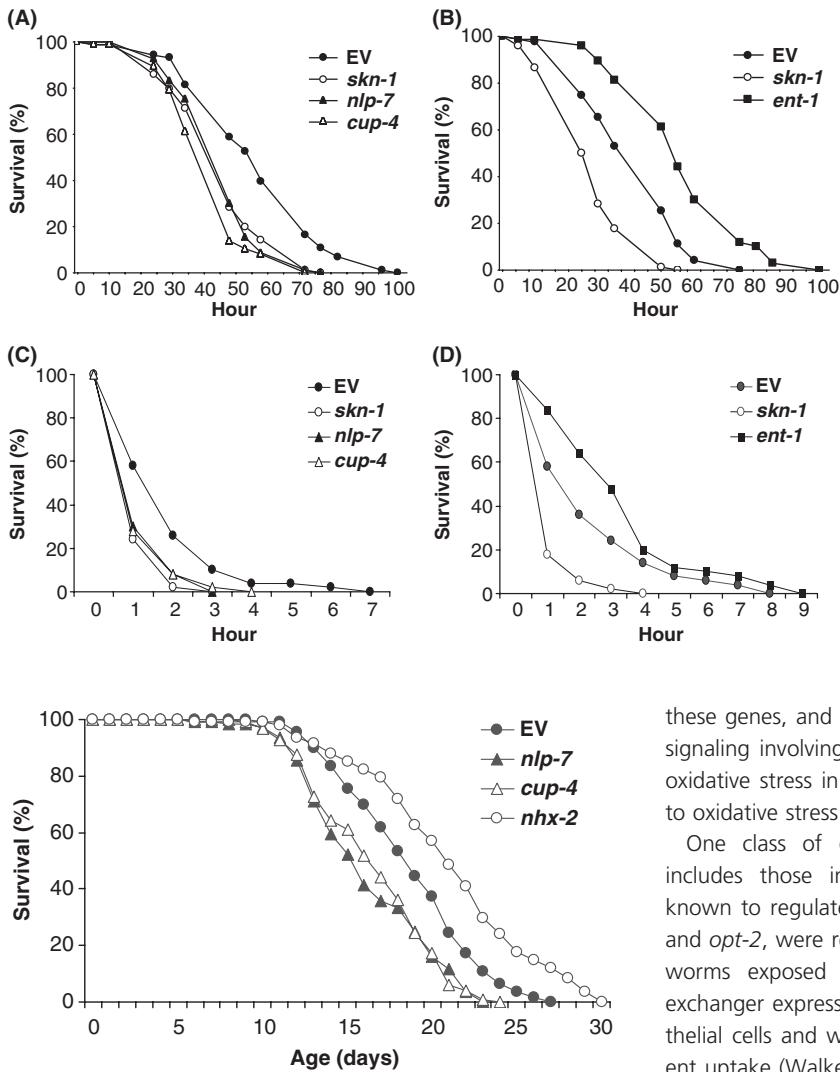 (A)
100
80
60
40
20
0
Survival (%)
0 10 20 30 40 50 60 70 80 90 100
Hour
EV
skn-1
nlp-7
cup-4
(B)
100
80
60
40
20
0
Survival (%)
0 10 20 30 40 50 60 70 80 90 100
Hour
EV
skn-1
ent-1
(C)
100
80
60
40
20
0
Survival (%)
0 1 2 3 4 5 6 7
Hour
EV
skn-1
nlp-7
cup-4
(D)
100
80
60
40
20
0
Survival (%)
0 1 2 3 4 5 6 7 8 9
Hour
EV
skn-1
ent-1
100
80
60
40
20
0
Survival (%)
0 5 10 15 20 25 30
Age (days)
EV
nlp-7
cup-4
nhx-2
these genes, and
signaling involving
oxidative stress in
to oxidative stress
One class of
includes those in
known to regulate
and opt-2, were r
worms exposed
exchanger express
thelial cells and w
ent uptake (Walke